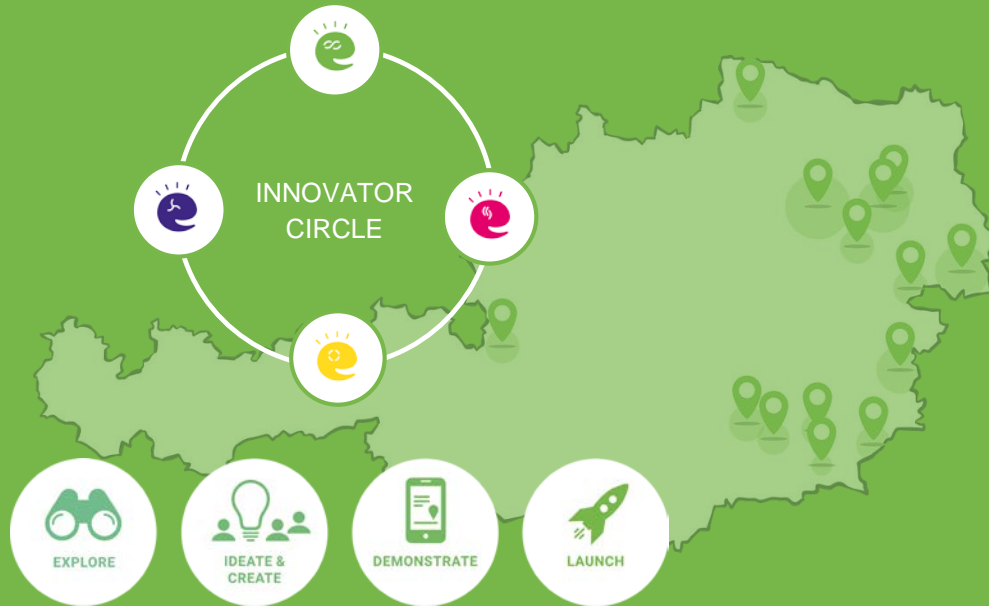 INNOVATOR
CIRCLE
EXPLORE
IDEATE &
CREATE
DEMONSTRATE
LAUNCH